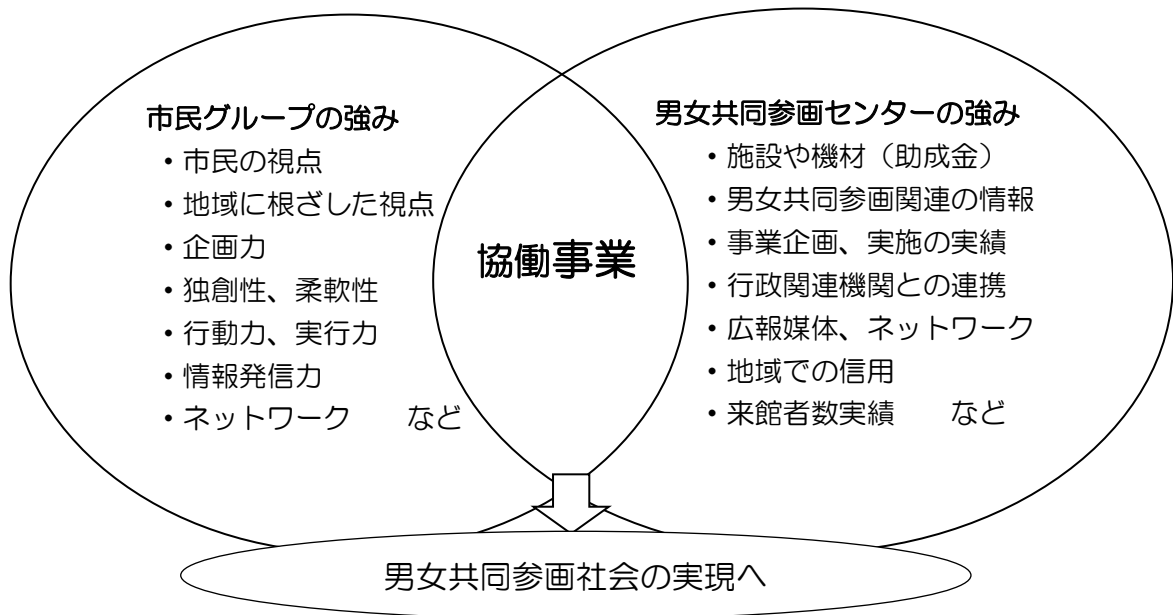 市民グループの強み
・市民の視点
・地域に根ざした視点
・企画力
・独創性、柔軟性
・行動力、実行力
・情報発信力
・ネットワーク　　など
協働事業
男女共同参画センターの強み
・施設や機材（助成金）
・男女共同参画関連の情報
・事業企画、実施の実績
・行政関連機関との連携
・広報媒体、ネットワーク
・地域での信用
・来館者数実績　　など
男女共同参画社会の実現へ